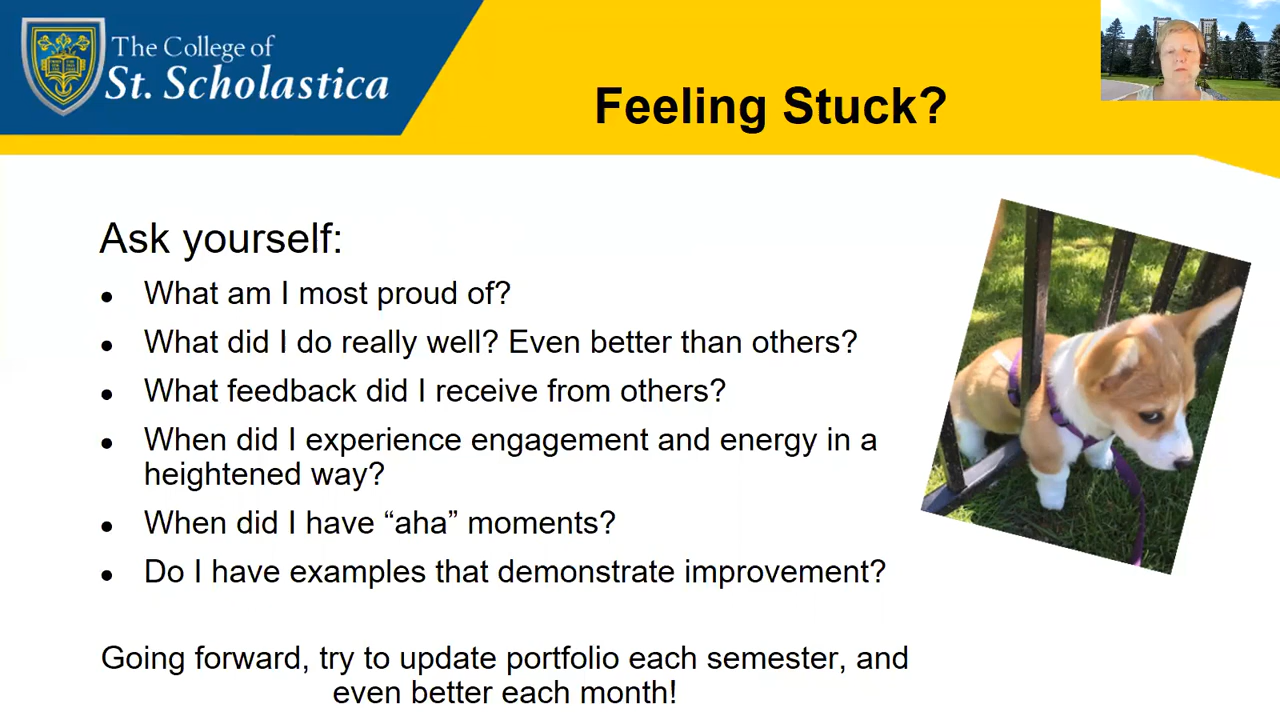 The College of
St. Scholastica
Feeling Stuck?
Ask yourself:
● What am I most proud of?
● What did I do really well? Even better than others?
● What feedback did I receive from others?
● When did I experience engagement and energy in a
heightened way?
● When did I have “aha” moments?
● Do I have examples that demonstrate improvement?
Going forward, try to update portfolio each semester, and
even better each month!